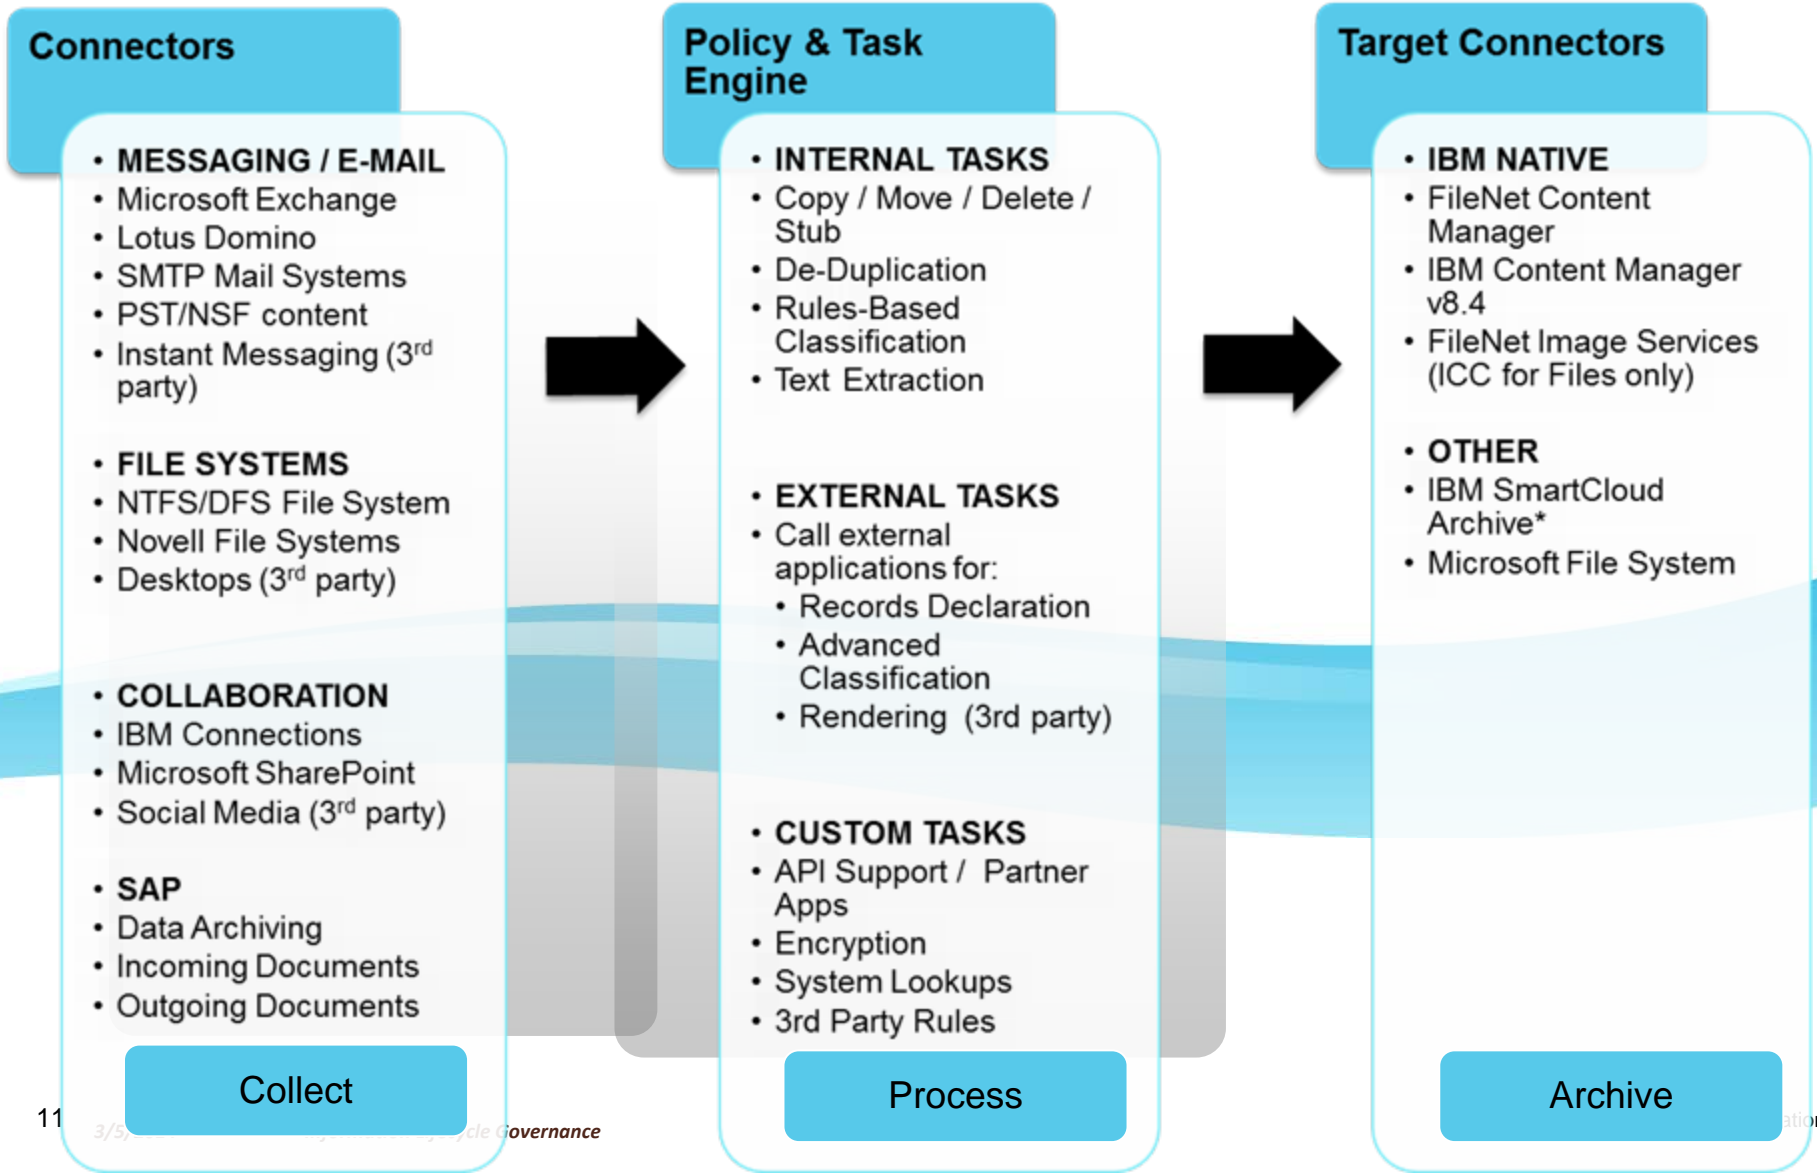 Connectors
• MESSAGING / E-MAIL
• Microsoft Exchange
• Lotus Domino
• SMTP Mail Systems
• PST/NSF content
• Instant Messaging (3rd
party)
• FILE SYSTEMS
• NTFS/DFS File System
• Novell File Systems
• Desktops (3rd party)
• COLLABORATION
• IBM Connections
• Microsoft SharePoint
• Social Media (3rd party)
• SAP
• Data Archiving
• Incoming Documents
• Outgoing Documents
Collect
Policy & Task
Engine
• INTERNAL TASKS
• Copy / Move / Delete /
Stub
• De-Duplication
• Rules-Based
Classification
• Text Extraction
• EXTERNAL TASKS
• Call external
applications for:
• Records Declaration
• Advanced
Classification
• Rendering (3rd party)
• CUSTOM TASKS
• API Support / Partner
Apps
• Encryption
• System Lookups
• 3rd Party Rules
Process
Target Connectors
• IBM NATIVE
• FileNet Content
Manager
• IBM Content Manager
v8.4
• FileNet Image Services
(ICC for Files only)
• OTHER
• IBM SmartCloud
Archive*
• Microsoft File System
Archive
11
Governance